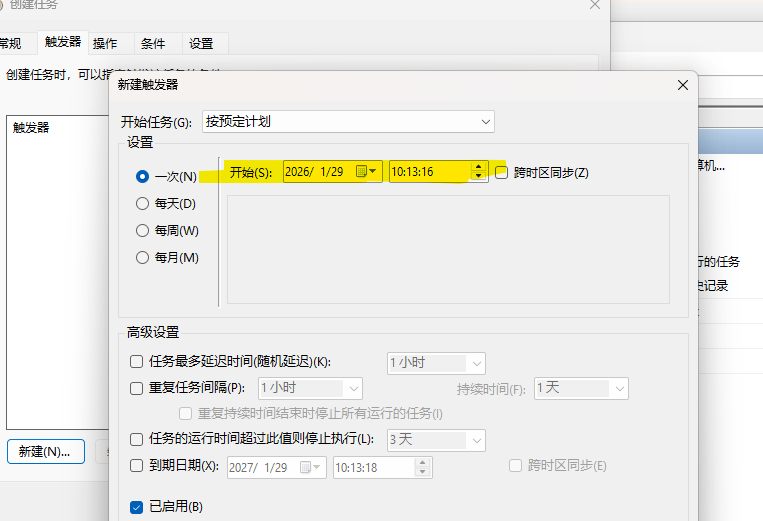 创建任务
常规 触发器 操作 条件 设置
创建任务时，可以指
触发器
新建(N)...
新建触发器
开始任务(G): 按预定计划
设置
一次(N)
每天(D)
每周(W)
每月(M)
开始(S): 2026/ 1/29 10:13:16 跨时区同步(Z)
高级设置
任务最多延迟时间(随机延迟)(K): 1 小时
重复任务间隔(P): 1 小时 持续时间(F): 1 天
重复持续时间结束时停止所有运行的任务(I)
任务的运行时间超过此值则停止执行(L): 3 天
到期日期(X): 2027/ 1/29 10:13:18 跨时区同步(E)
已启用(B)
算机...
行的任务
史记录